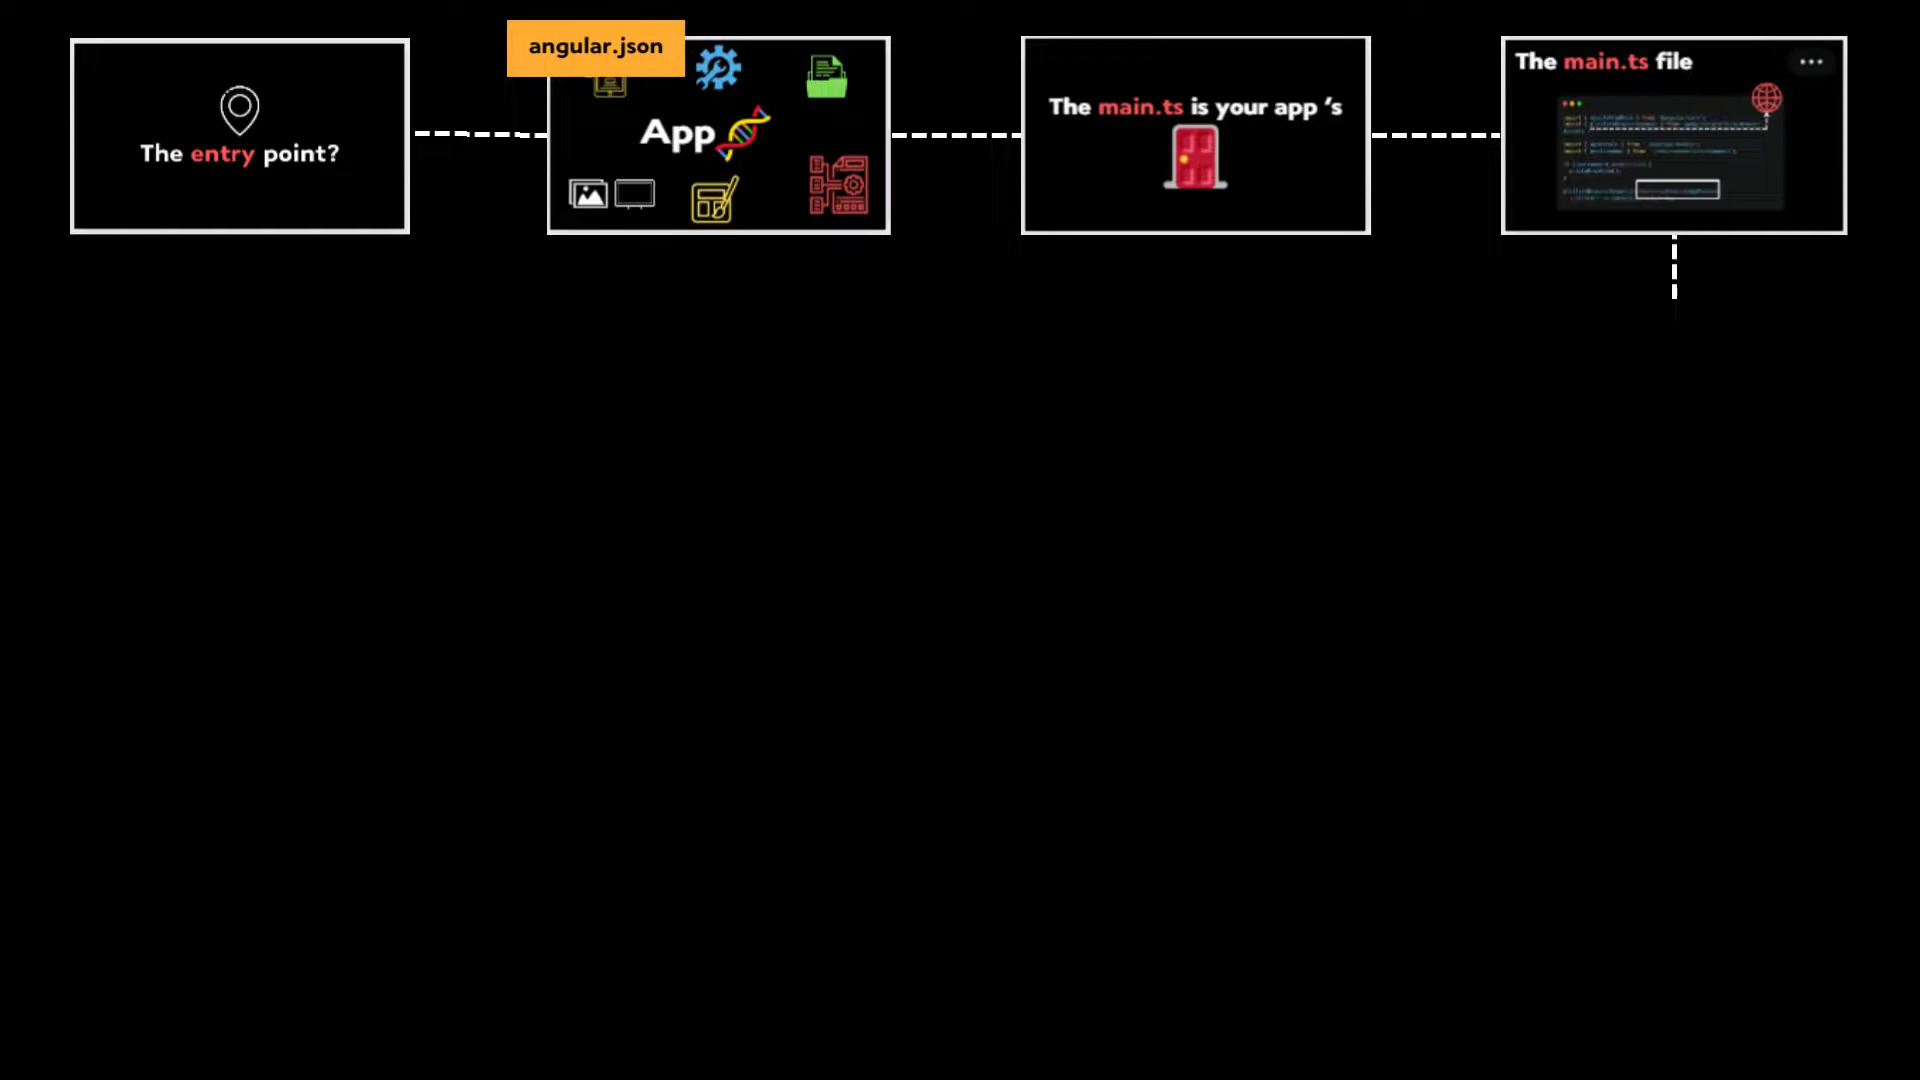 The entry point?
angular.json
App
The main.ts is your app ‘s
The main.ts file